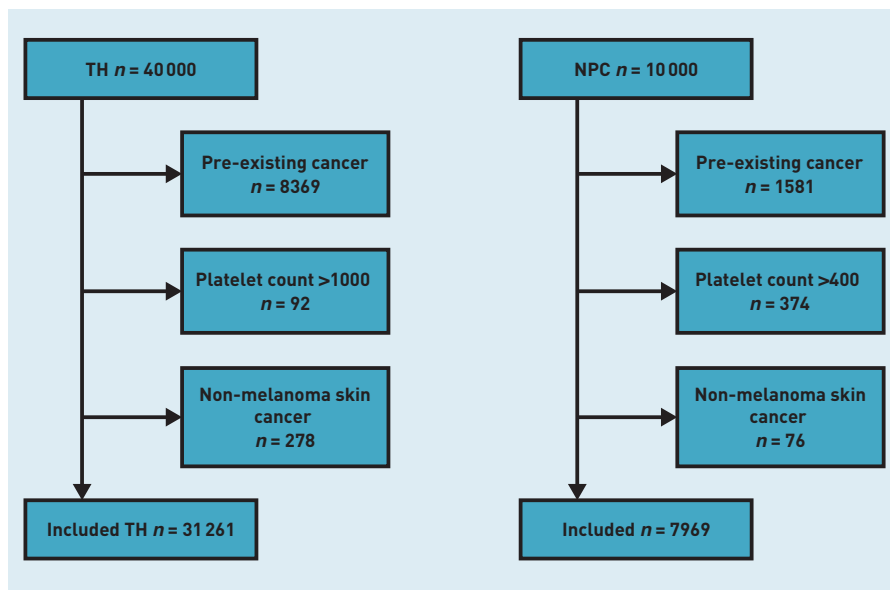 TH n = 40 000
Pre-existing cancer
n = 8369
Platelet count >1000
n = 92
Non-melanoma skin
cancer
n = 278
Included TH n = 31 261
NPC n = 10 000
Pre-existing cancer
n = 1581
Platelet count >400
n = 374
Non-melanoma skin
cancer
n = 76
Included n = 7969